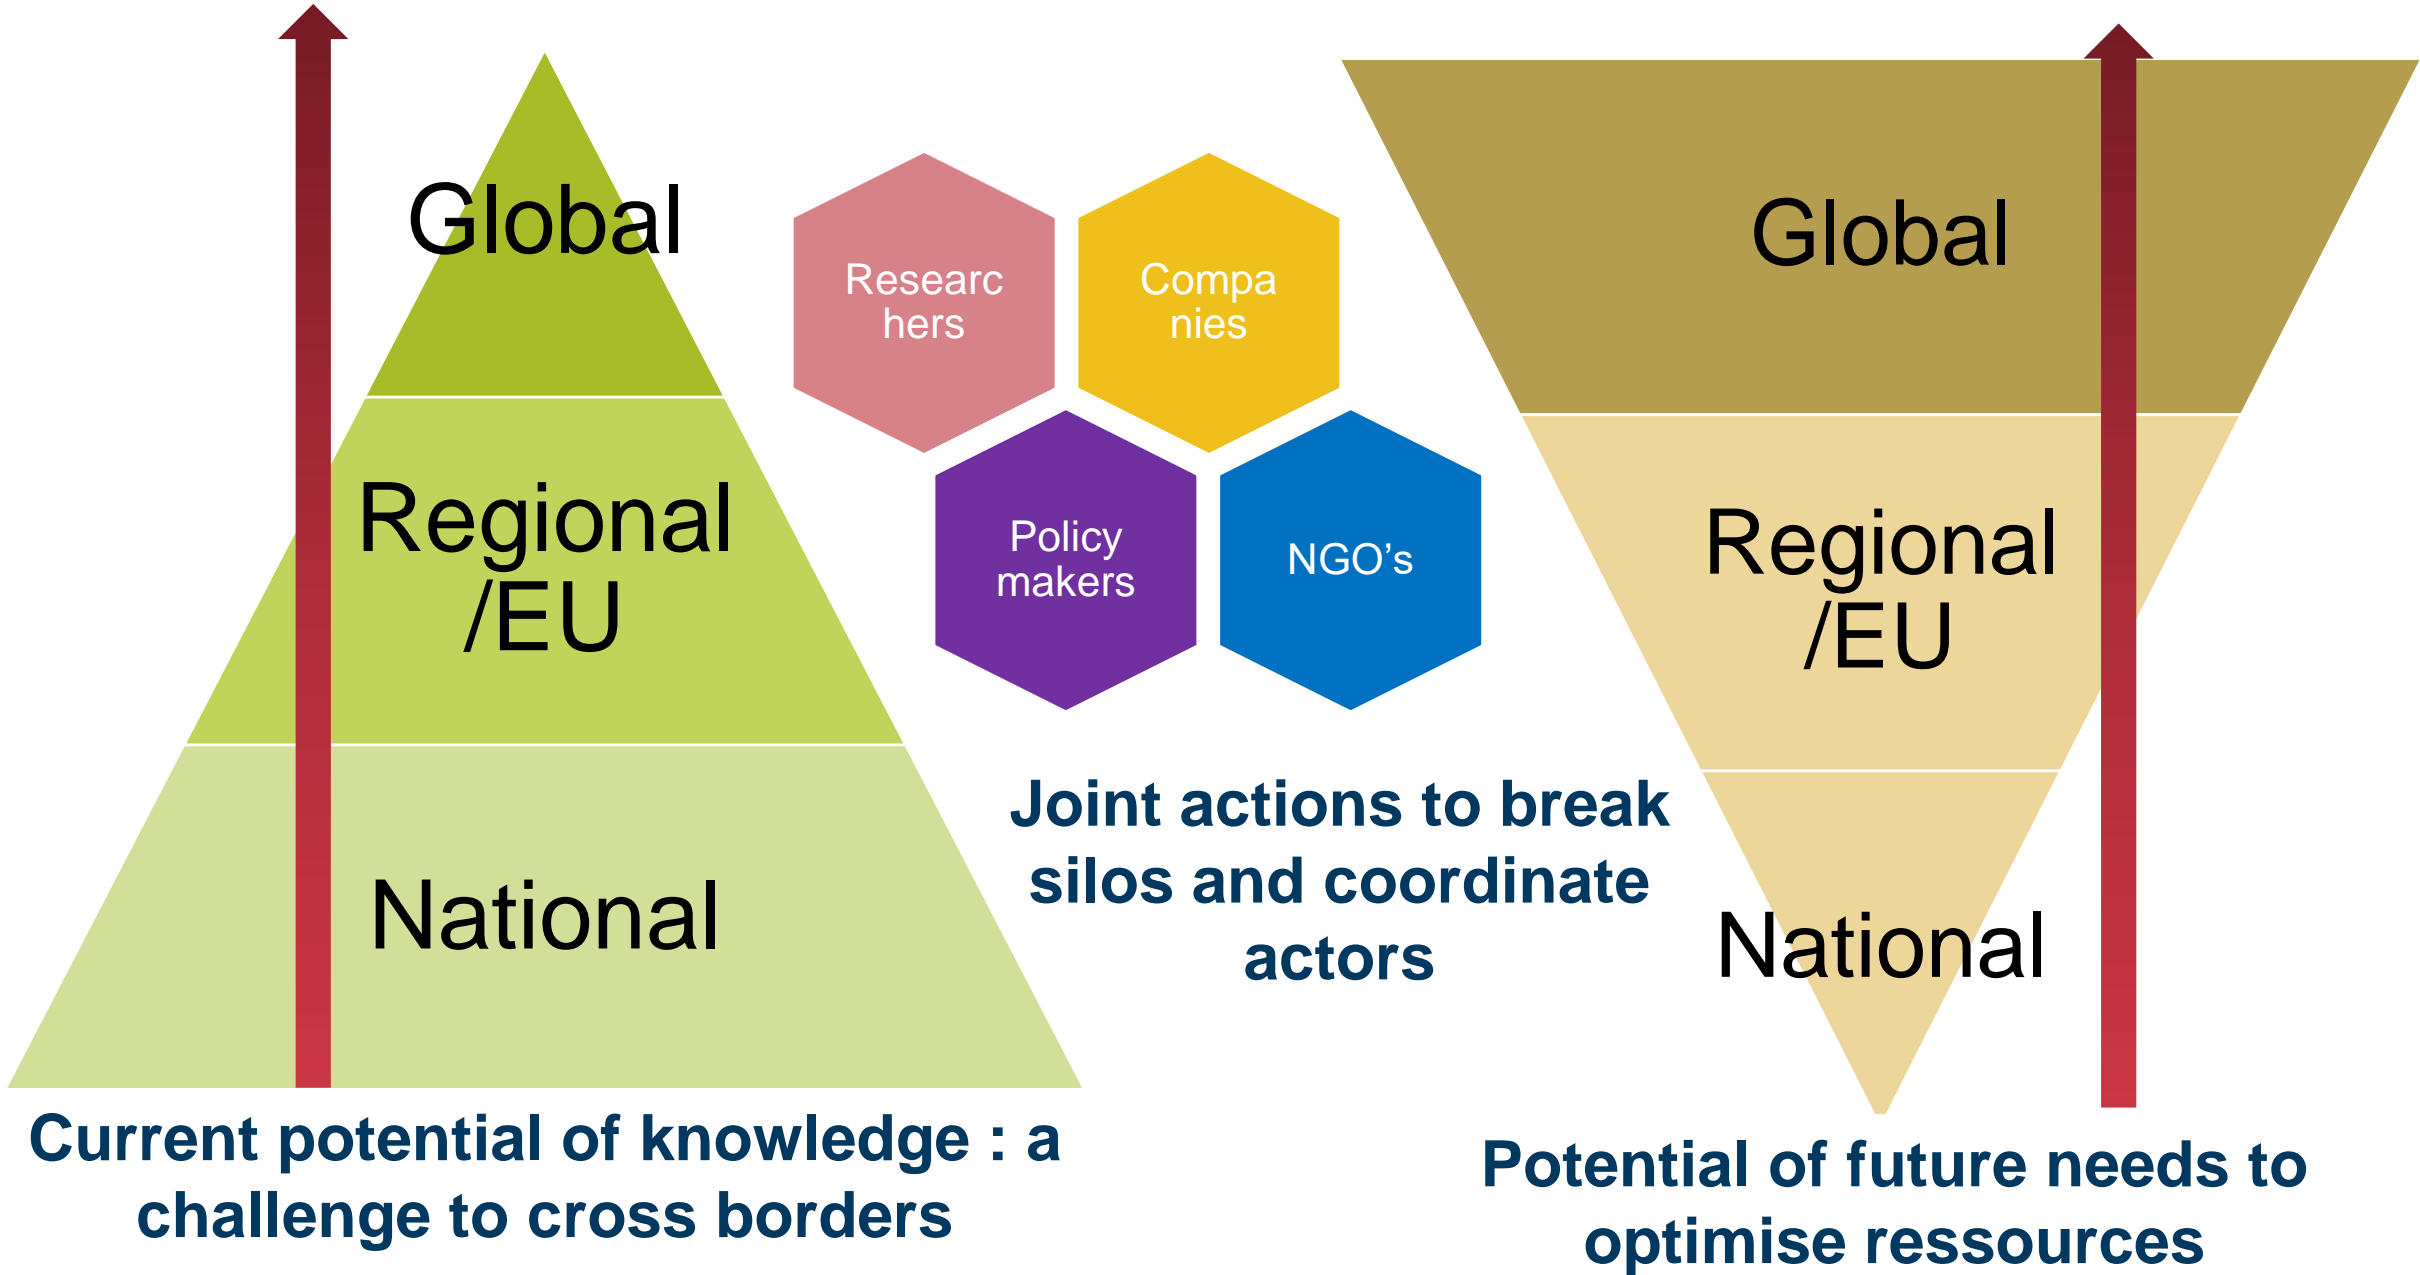 Global
Regional
/EU
National
Current potential of knowledge : a
challenge to cross borders
Researc
hers
Compa
nies
Policy
makers
NGO’s
Joint actions to break
silos and coordinate
actors
Global
Regional
/EU
National
Potential of future needs to
optimise ressources